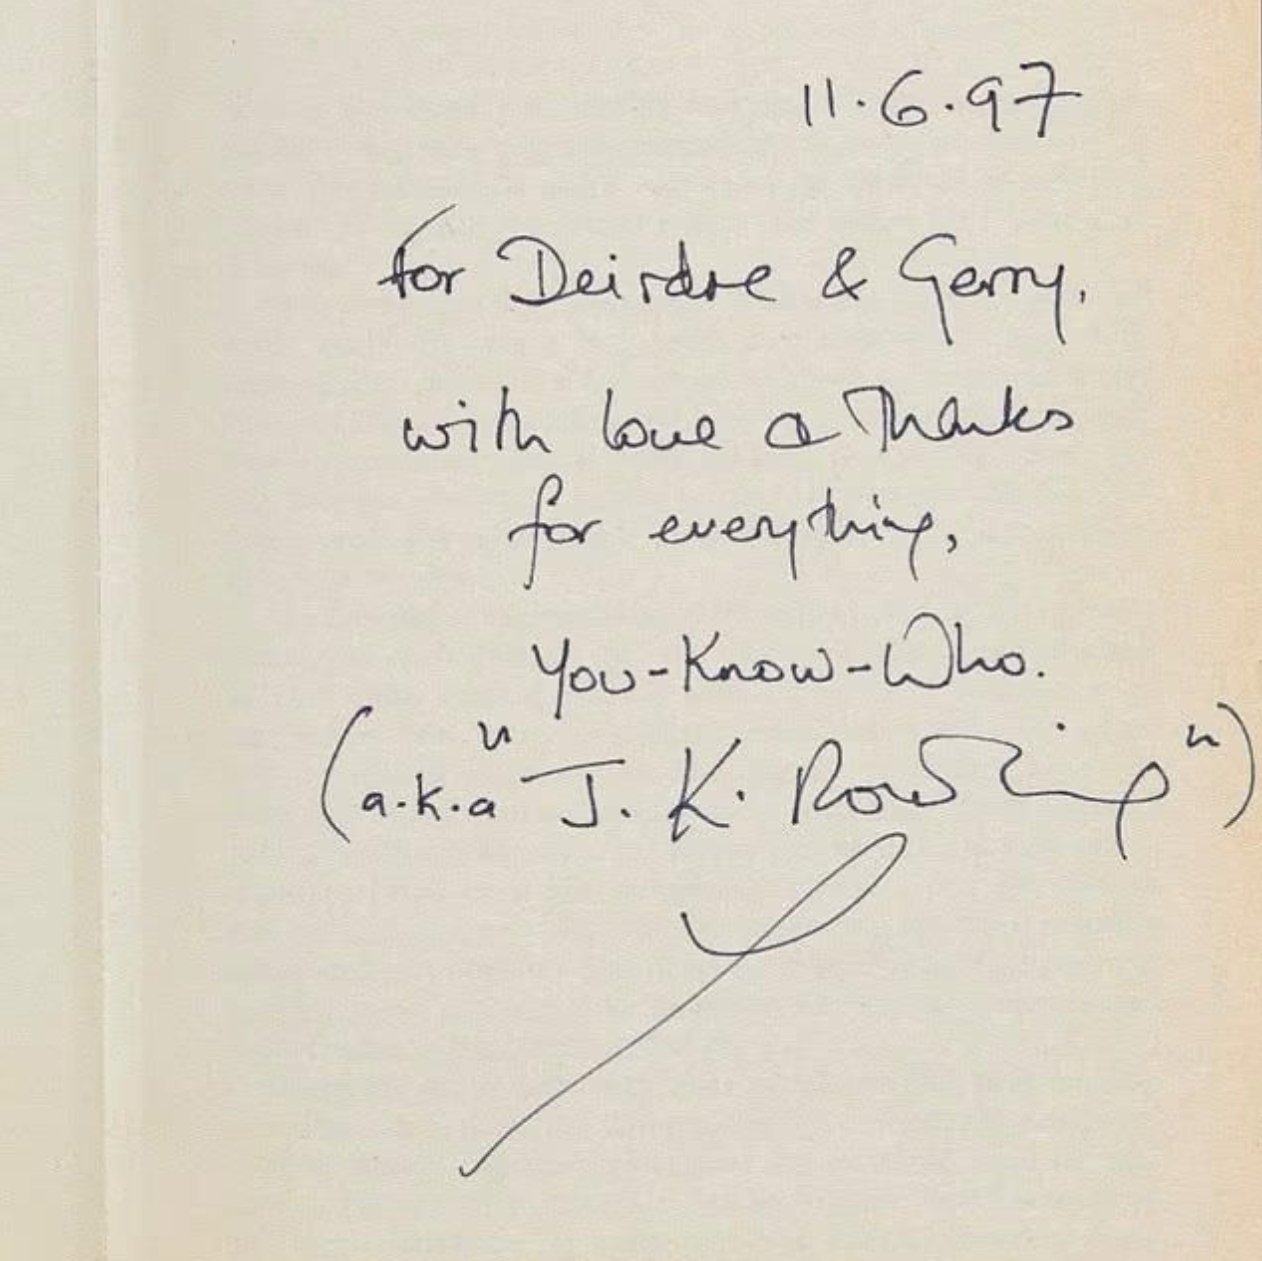 11.6.97
for Deirdre & Gerry,
with love & thanks
for everything,
You-Know-Who.
(a.k.a "J. K. Rowling")